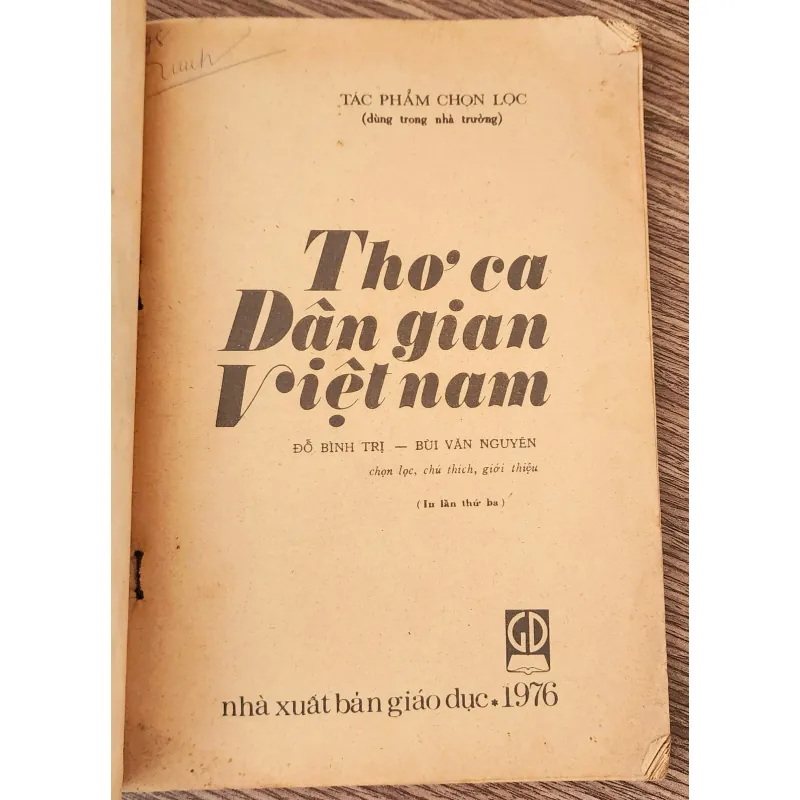 TÁC PHẨM CHỌN LỌC
(dùng trong nhà trường)
Thơ ca
Dân gian
Việt nam
ĐỖ BÌNH TRỊ — BÙI VĂN NGUYÊN
chọn lọc, chú thích, giới thiệu
(In lần thứ ba)
GD
nhà xuất bản giáo dục * 1976